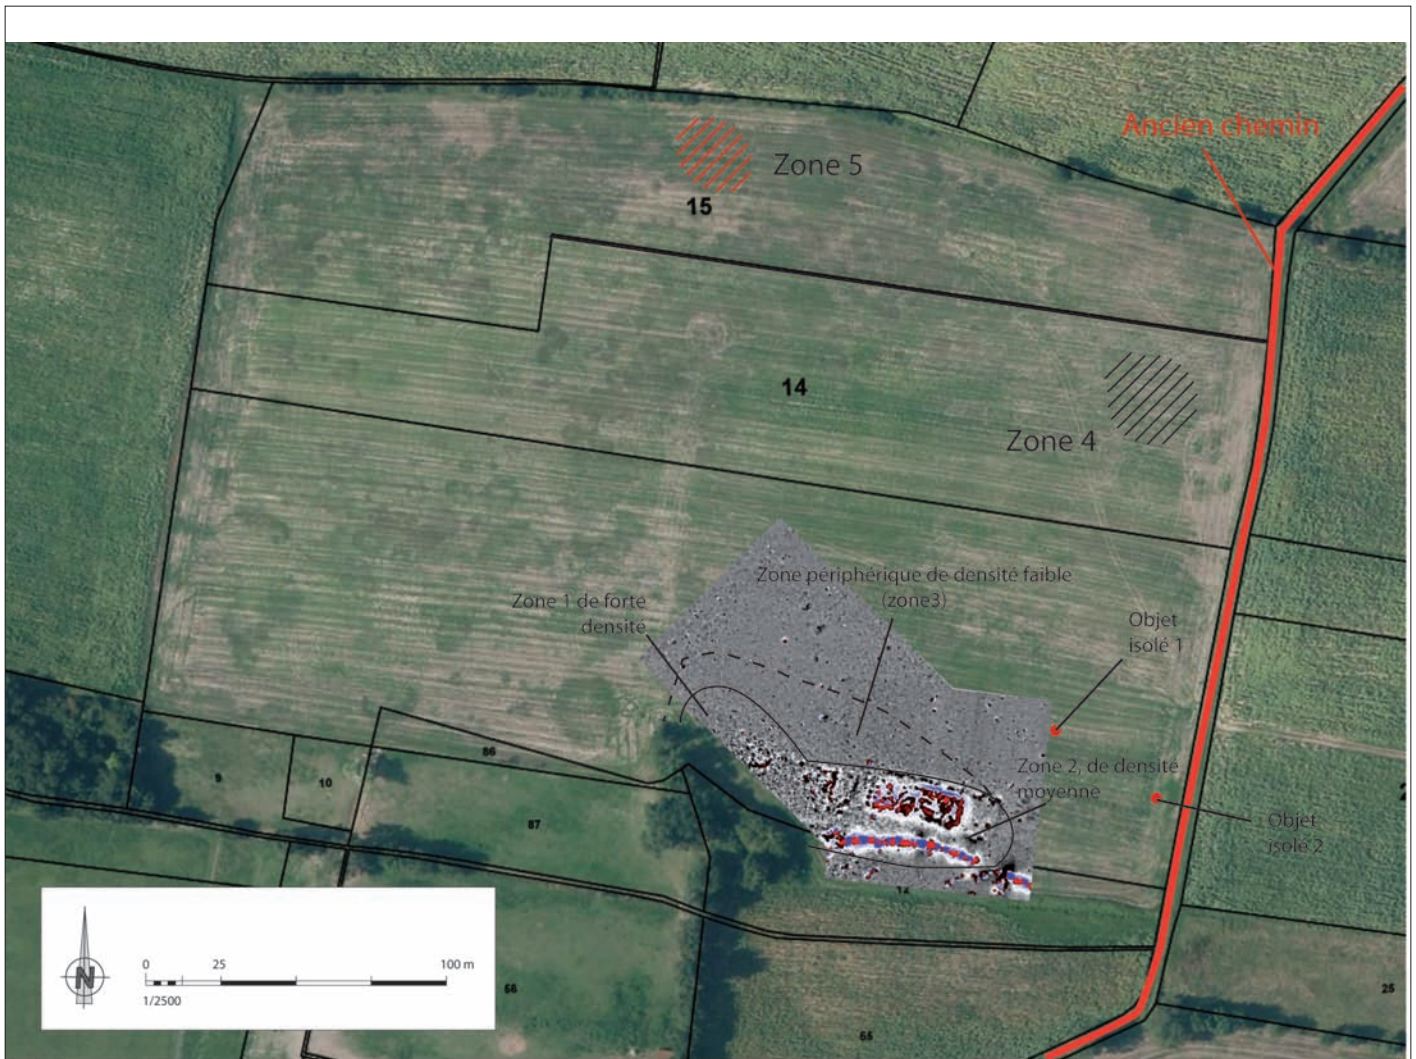 Ancien chemin
Zone 5
15
14
Zone 4
Zone périphérique de densité faible
(zone3)
Zone 1 de forte
densité
Objet
isolé 1
Zone 2, de densité
moyenne
Objet
isolé 2
86
9
10
87
12
N
0 25 100 m
1/2500
25
65